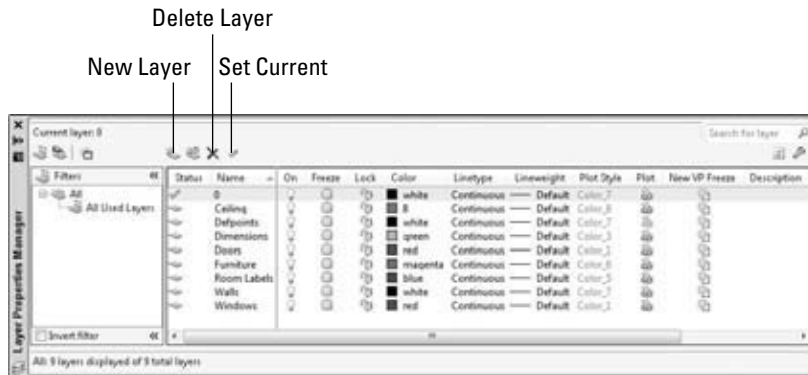 Delete Layer
New Layer Set Current
Current layer: 0
Search for layer
Filters
All
All Used Layers
Invert filter
Status Name On Freeze Lock Color Linetype Lineweight Plot Style Plot New VP Freeze Description
0 white Continuous Default Color_7
Ceiling 8 Continuous Default Color_8
Defpoints white Continuous Default Color_7
Dimensions green Continuous Default Color_3
Doors red Continuous Default Color_1
Furniture magenta Continuous Default Color_6
Room Labels blue Continuous Default Color_5
Walls white Continuous Default Color_7
Windows red Continuous Default Color_1
Layer Properties Manager
All: 9 layers displayed of 9 total layers